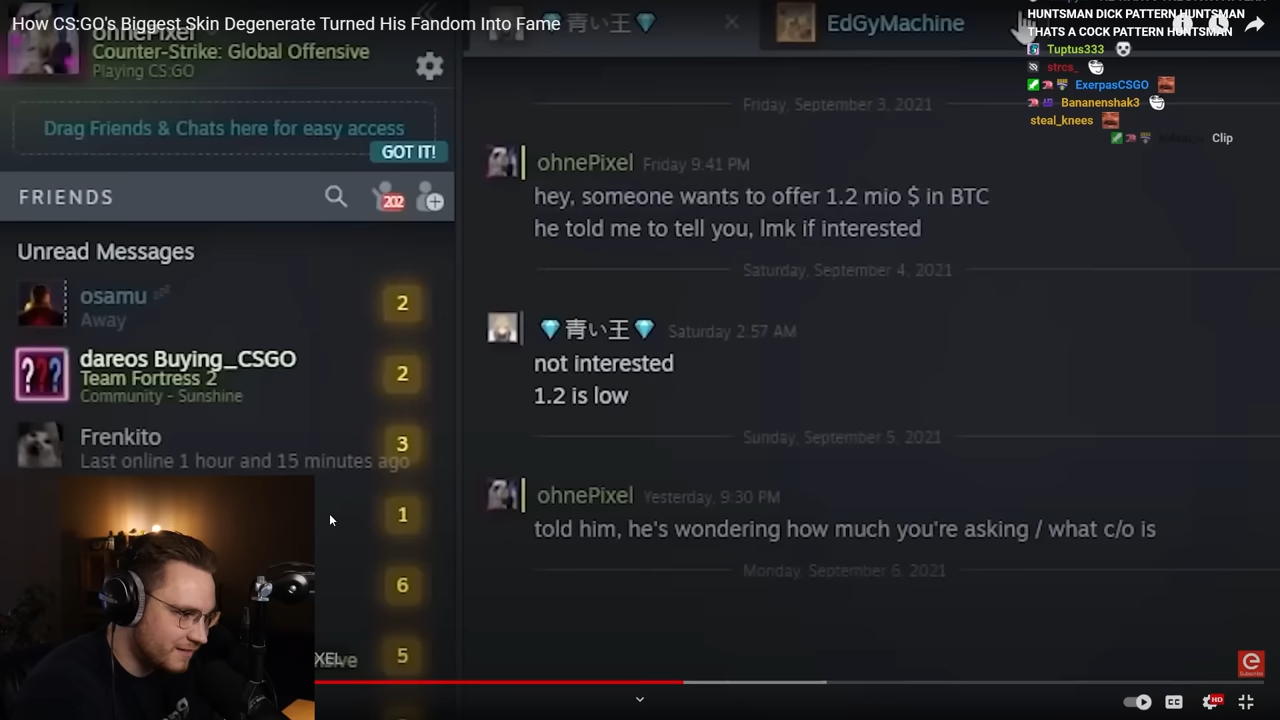 How CS:GO's Biggest Skin Degenerate Turned His Fandom Into Fame
ohnePixel
Counter-Strike: Global Offensive
Playing CS:GO
Drag Friends & Chats here for easy access
GOT IT!
FRIENDS
202
Unread Messages
osamu
Away
2
dareos Buying_CSGO
Team Fortress 2
Community - Sunshine
2
Frenkito
Last online 1 hour and 15 minutes ago
3
1
6
5
💎青い王💎
EdGyMachine
Friday, September 3, 2021
ohnePixel Friday 9:41 PM
hey, someone wants to offer 1.2 mio $ in BTC
he told me to tell you, lmk if interested
Saturday, September 4, 2021
💎青い王💎 Saturday 2:57 AM
not interested
1.2 is low
Sunday, September 5, 2021
ohnePixel Yesterday, 9:30 PM
told him, he's wondering how much you're asking / what c/o is
Monday, September 6, 2021
HUNTSMAN DICK PATTERN HUNTSMAN
THATS A COCK PATTERN HUNTSMAN
Tuptus333
strcs_
ExerpasCSGO
Bananenshak3
steal_knees
Clip
XEL
e
Subscribe
CC
HD